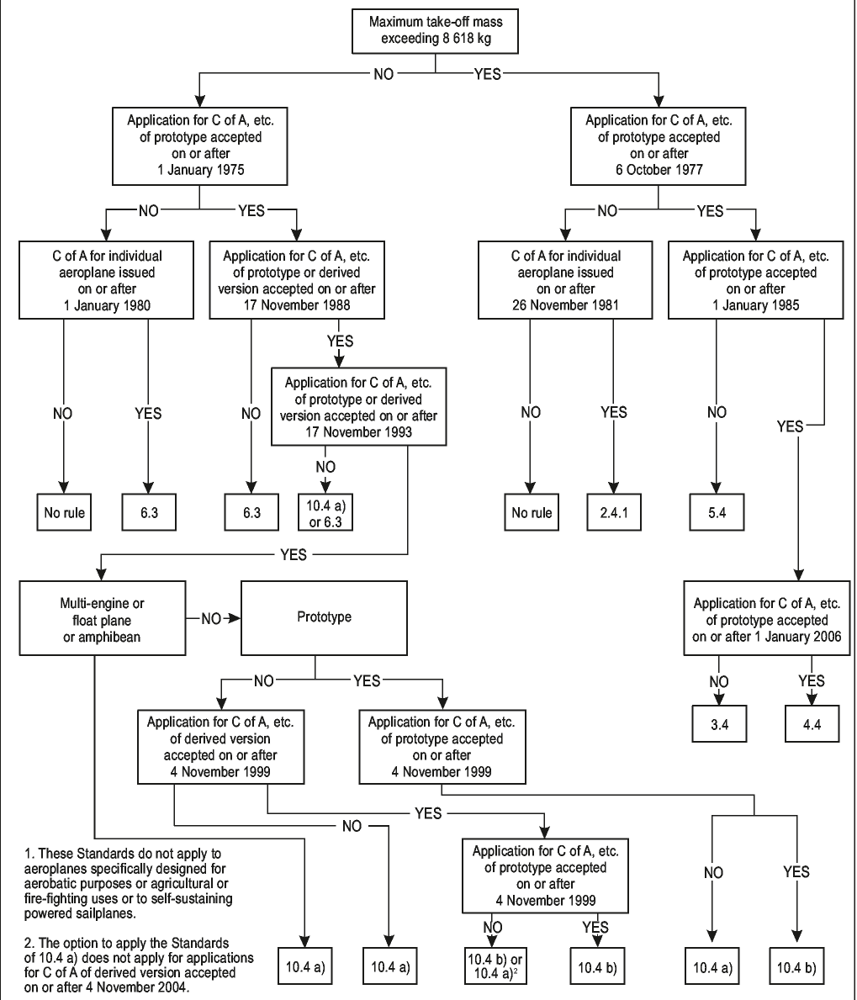 Maximum take-off mass
exceeding 8 618 kg
NO
YES
Application for C of A, etc.
of prototype accepted
on or after
1 January 1975
Application for C of A, etc.
of prototype accepted
on or after
6 October 1977
NO
YES
NO
YES
C of A for individual
aeroplane issued
on or after
1 January 1980
Application for C of A, etc.
of prototype or derived
version accepted on or after
17 November 1988
C of A for individual
aeroplane issued
on or after
26 November 1981
Application for C of A, etc.
of prototype accepted
on or after
1 January 1985
YES
Application for C of A, etc.
of prototype or derived
version accepted on or after
17 November 1993
NO
YES
NO
NO
YES
NO
YES
NO
No rule
6.3
6.3
10.4 a)
or 6.3
No rule
2.4.1
5.4
YES
Multi-engine or
float plane
or amphibean
NO
Prototype
Application for C of A, etc.
of prototype accepted
on or after 1 January 2006
NO
YES
NO
YES
3.4
4.4
Application for C of A, etc.
of derived version
accepted on or after
4 November 1999
Application for C of A, etc.
of prototype accepted
on or after
4 November 1999
YES
NO
Application for C of A, etc.
of prototype accepted
on or after
4 November 1999
NO
YES
NO
YES
1. These Standards do not apply to
aeroplanes specifically designed for
aerobatic purposes or agricultural or
fire-fighting uses or to self-sustaining
powered sailplanes.
2. The option to apply the Standards
of 10.4 a) does not apply for applications
for C of A of derived version accepted
on or after 4 November 2004.
10.4 a)
10.4 a)
10.4 b) or
10.4 a)²
10.4 b)
10.4 a)
10.4 b)